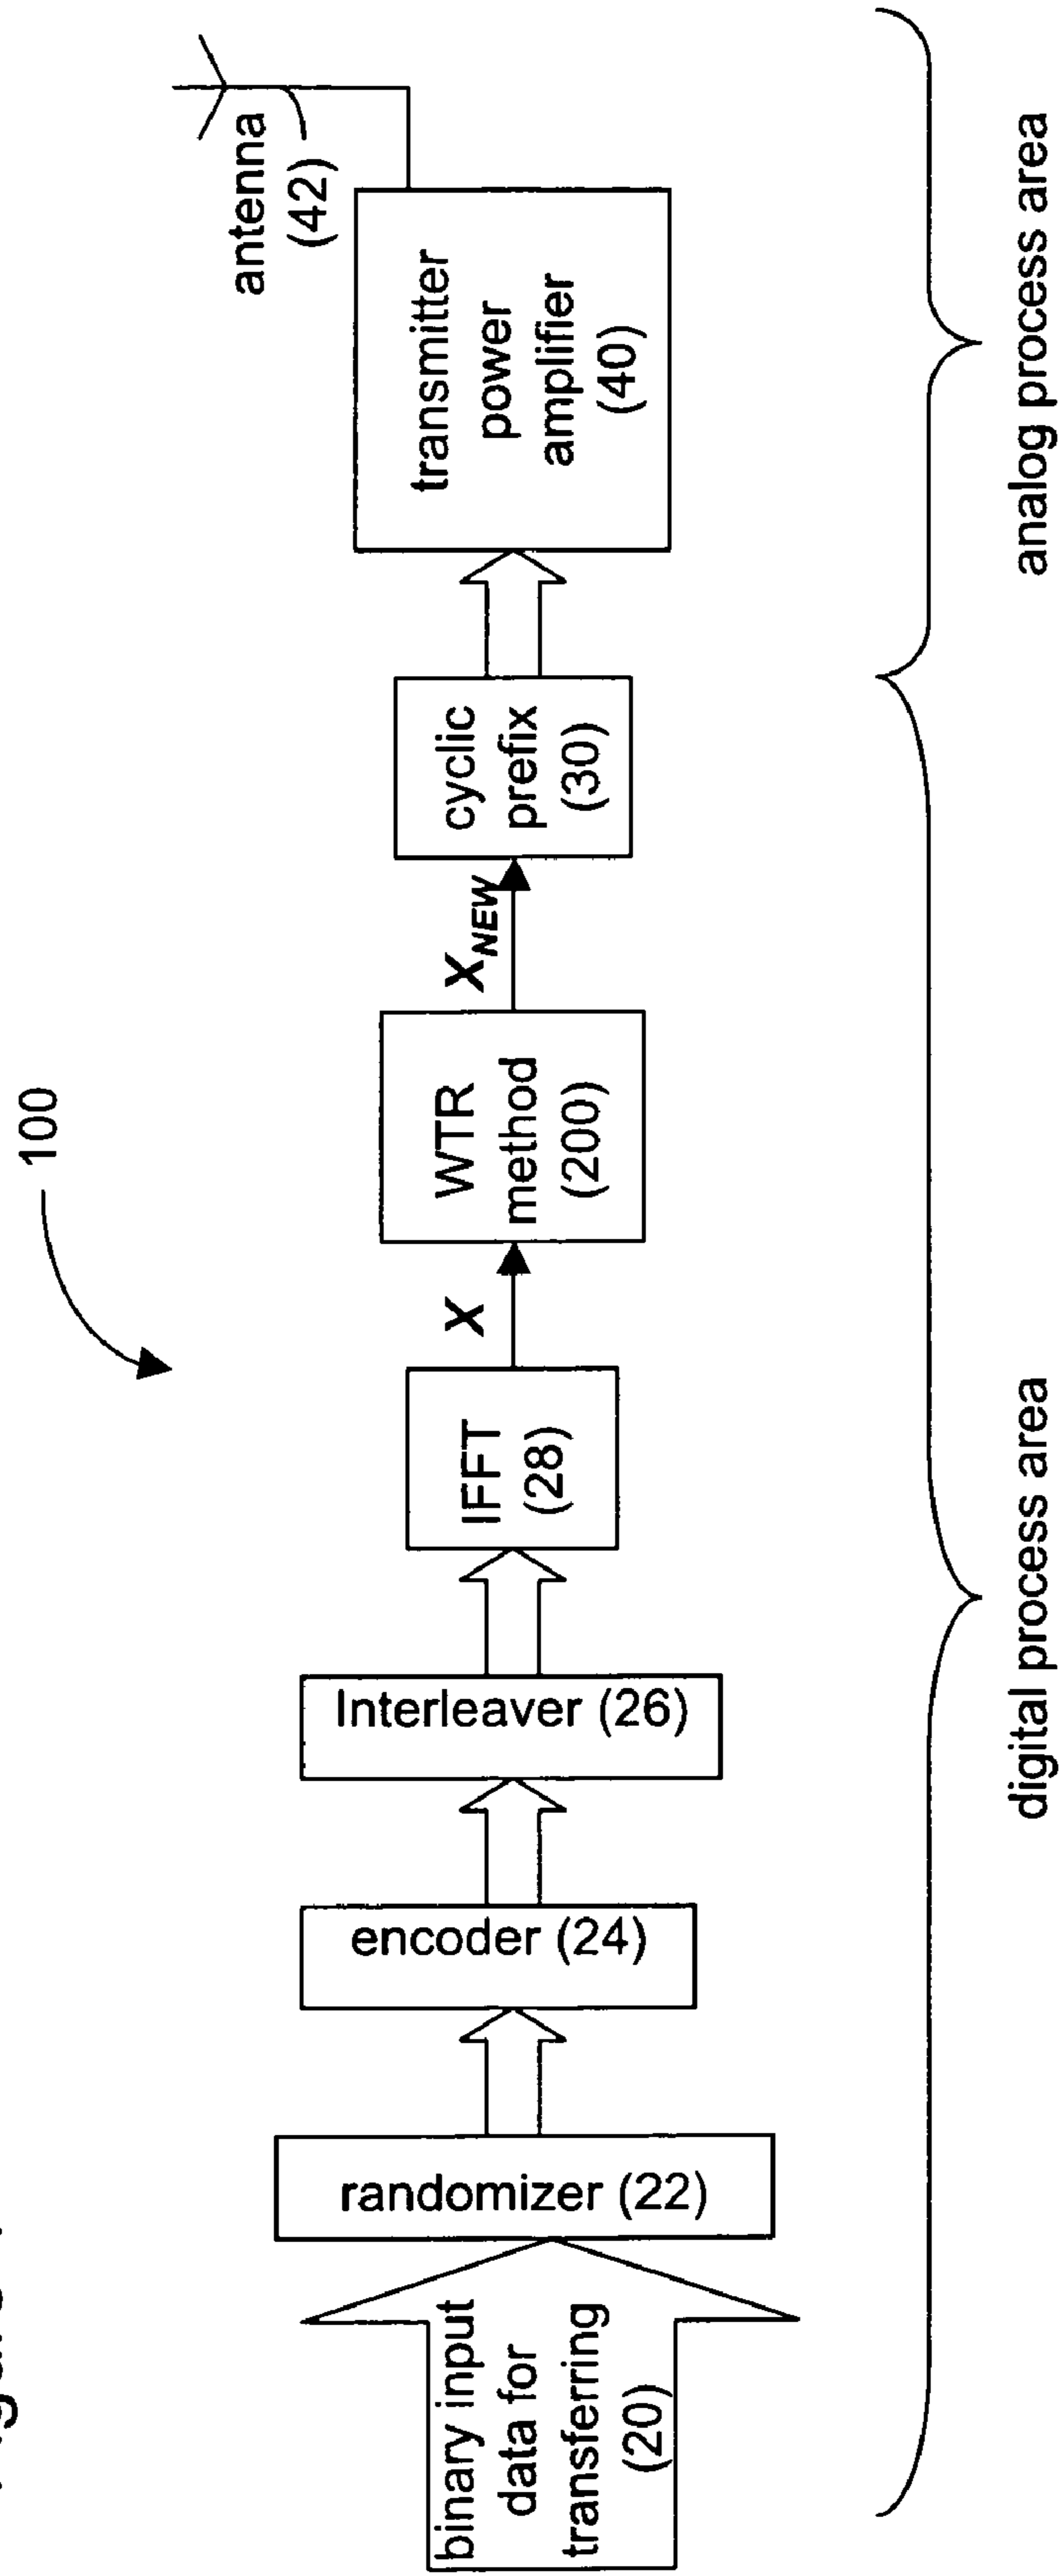 100
binary input
data for
transferring
(20)
randomizer (22)
encoder (24)
Interleaver (26)
IFFT
(28)
X
WTR
method
(200)
X_NEW
cyclic
prefix
(30)
transmitter
power
amplifier
(40)
antenna
(42)
digital process area
analog process area